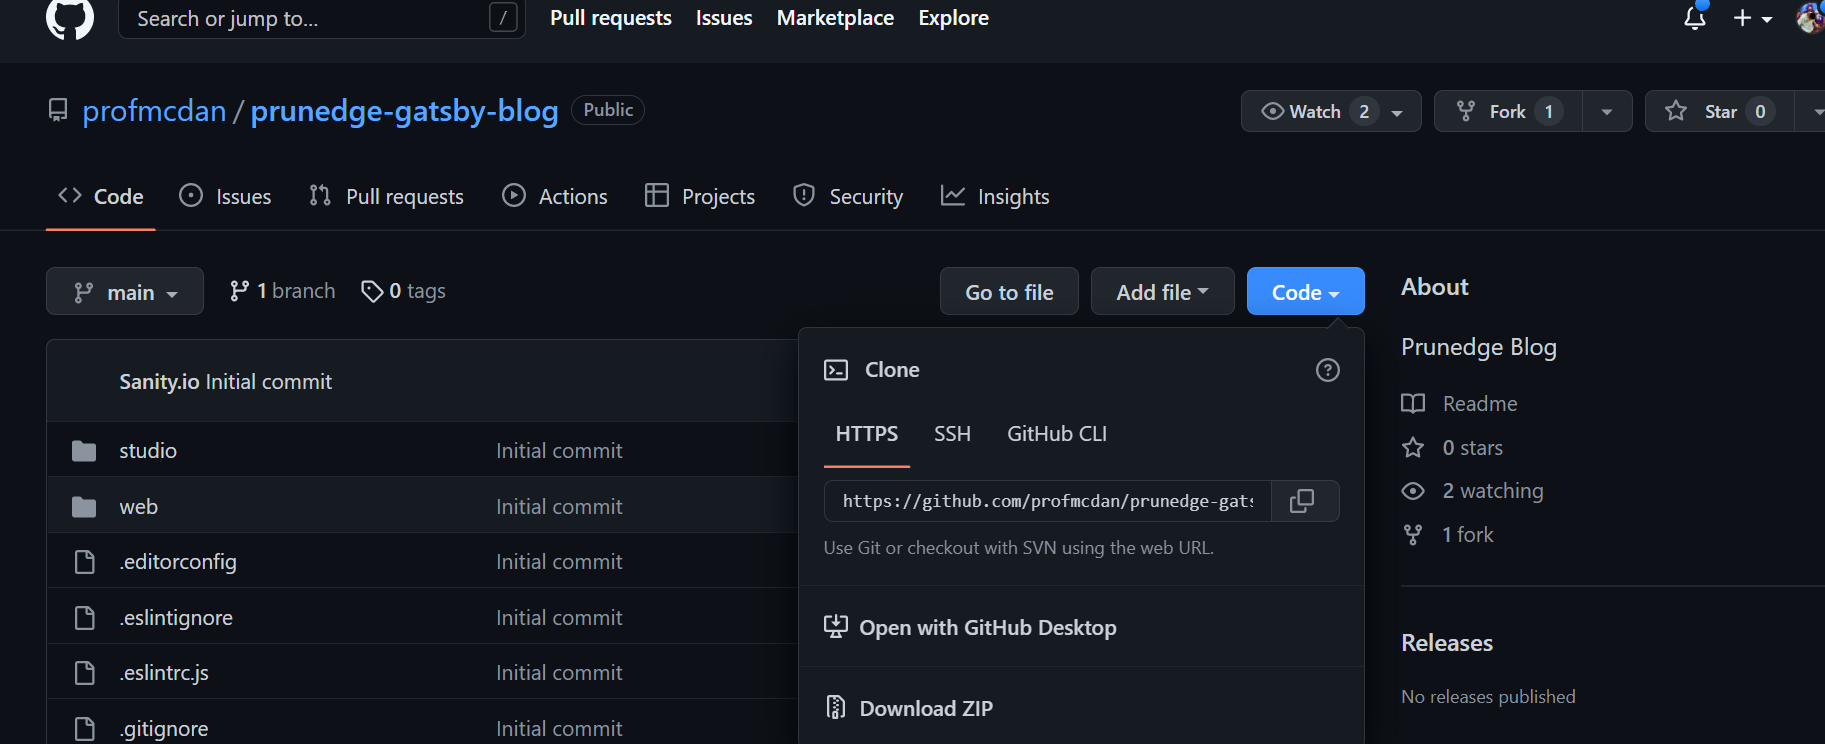 Search or jump to... /
Pull requests Issues Marketplace Explore
profmcdan / prunedge-gatsby-blog Public
Watch 2
Fork 1
Star 0
Code Issues Pull requests Actions Projects Security Insights
main 1 branch 0 tags
Go to file Add file Code
Sanity.io Initial commit
studio Initial commit
web Initial commit
.editorconfig Initial commit
.eslintignore Initial commit
.eslintrc.js Initial commit
.gitignore Initial commit
Clone
HTTPS SSH GitHub CLI
https://github.com/profmcdan/prunedge-gats
Use Git or checkout with SVN using the web URL.
Open with GitHub Desktop
Download ZIP
About
Prunedge Blog
Readme
0 stars
2 watching
1 fork
Releases
No releases published